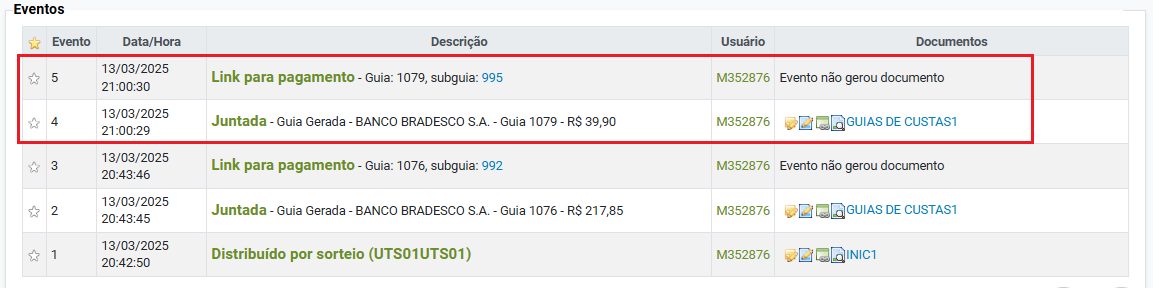 Eventos
Evento Data/Hora Descrição Usuário Documentos
5 13/03/2025 21:00:30 Link para pagamento - Guia: 1079, subguia: 995 M352876 Evento não gerou documento
4 13/03/2025 21:00:29 Juntada - Guia Gerada - BANCO BRADESCO S.A. - Guia 1079 - R$ 39,90 M352876 GUIAS DE CUSTAS1
3 13/03/2025 20:43:46 Link para pagamento - Guia: 1076, subguia: 992 M352876 Evento não gerou documento
2 13/03/2025 20:43:45 Juntada - Guia Gerada - BANCO BRADESCO S.A. - Guia 1076 - R$ 217,85 M352876 GUIAS DE CUSTAS1
1 13/03/2025 20:42:50 Distribuído por sorteio (UTS01UTS01) M352876 INIC1